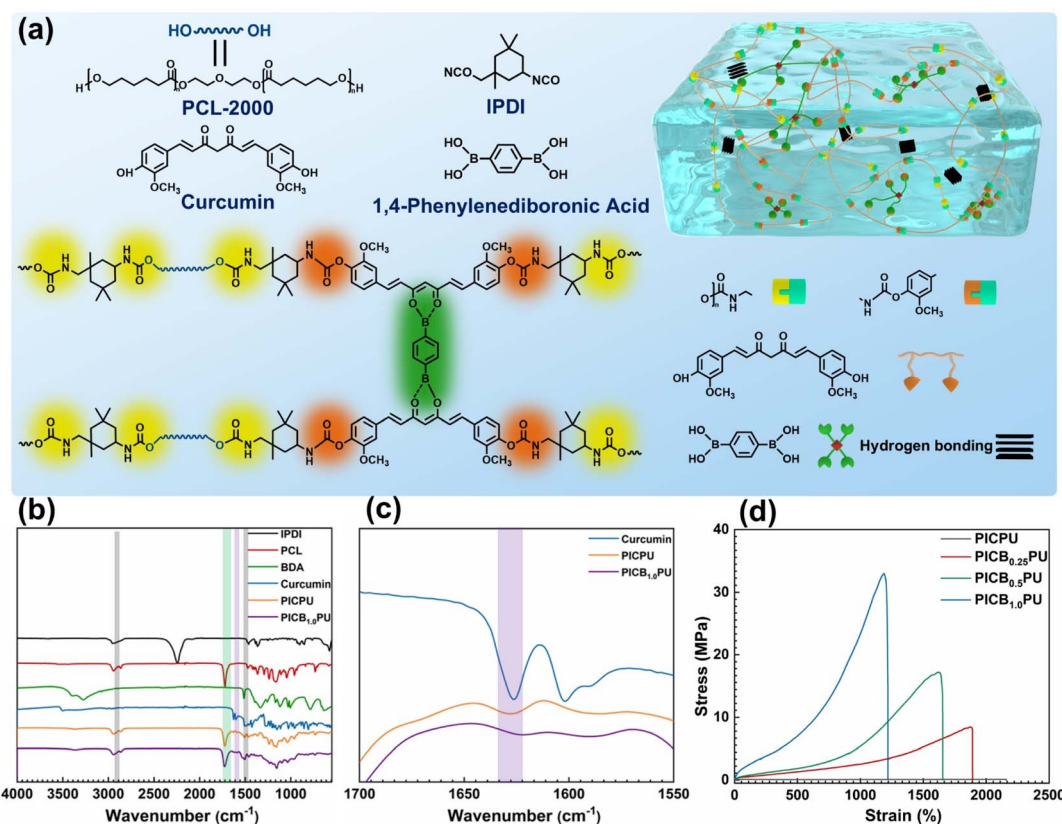 (a)
HO OH
PCL-2000
IPDI
Curcumin
1,4-Phenylenediboronic Acid
Hydrogen bonding
(b)
IPDI
PCL
BDA
Curcumin
PICPU
PICB1.0PU
4000 3500 3000 2500 2000 1500 1000
Wavenumber (cm-1)
(c)
Curcumin
PICPU
PICB1.0PU
1700 1650 1600 1550
Wavenumber (cm-1)
(d)
PICPU
PICB0.25PU
PICB0.5PU
PICB1.0PU
40
30
20
10
0
Stress (MPa)
0 500 1000 1500 2000 2500
Strain (%)